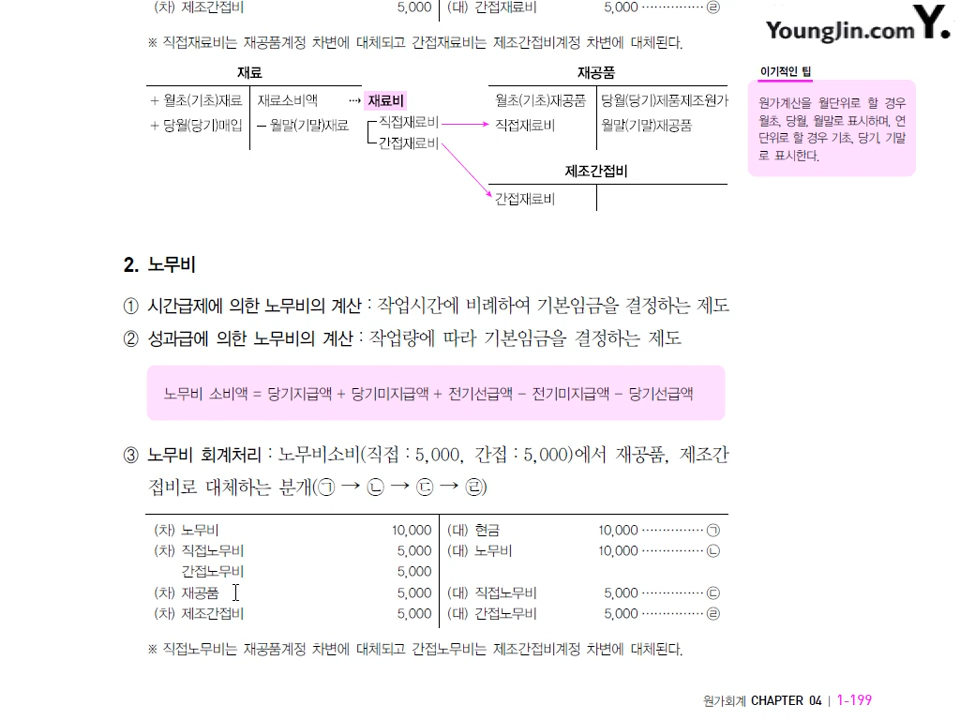 (차) 제조간접비 5,000 (대) 간접재료비 5,000 ··············· ㉣
YoungJin.com Y.
※ 직접재료비는 재공품계정 차변에 대체되고 간접재료비는 제조간접비계정 차변에 대체된다.
재료 재공품
이기적인 팁
+ 월초(기초)재료 재료소비액 ⇢ 재료비 월초(기초)재공품 당월(당기)제품제조원가
+ 당월(당기)매입 − 월말(기말)재료 직접재료비 직접재료비 월말(기말)재공품
간접재료비
제조간접비
간접재료비
원가계산을 월단위로 할 경우
월초, 당월, 월말로 표시하며, 연
단위로 할 경우 기초, 당기, 기말
로 표시한다.
2. 노무비
① 시간급제에 의한 노무비의 계산 : 작업시간에 비례하여 기본임금을 결정하는 제도
② 성과급에 의한 노무비의 계산 : 작업량에 따라 기본임금을 결정하는 제도
노무비 소비액 = 당기지급액 + 당기미지급액 + 전기선급액 − 전기미지급액 − 당기선급액
③ 노무비 회계처리 : 노무비소비(직접 : 5,000, 간접 : 5,000)에서 재공품, 제조간
접비로 대체하는 분개(㉠ → ㉡ → ㉢ → ㉣)
(차) 노무비 10,000 (대) 현금 10,000 ··············· ㉠
(차) 직접노무비 5,000 (대) 노무비 10,000 ··············· ㉡
간접노무비 5,000
(차) 재공품 5,000 (대) 직접노무비 5,000 ··············· ㉢
(차) 제조간접비 5,000 (대) 간접노무비 5,000 ··············· ㉣
※ 직접노무비는 재공품계정 차변에 대체되고 간접노무비는 제조간접비계정 차변에 대체된다.
원가회계 CHAPTER 04 | 1-199